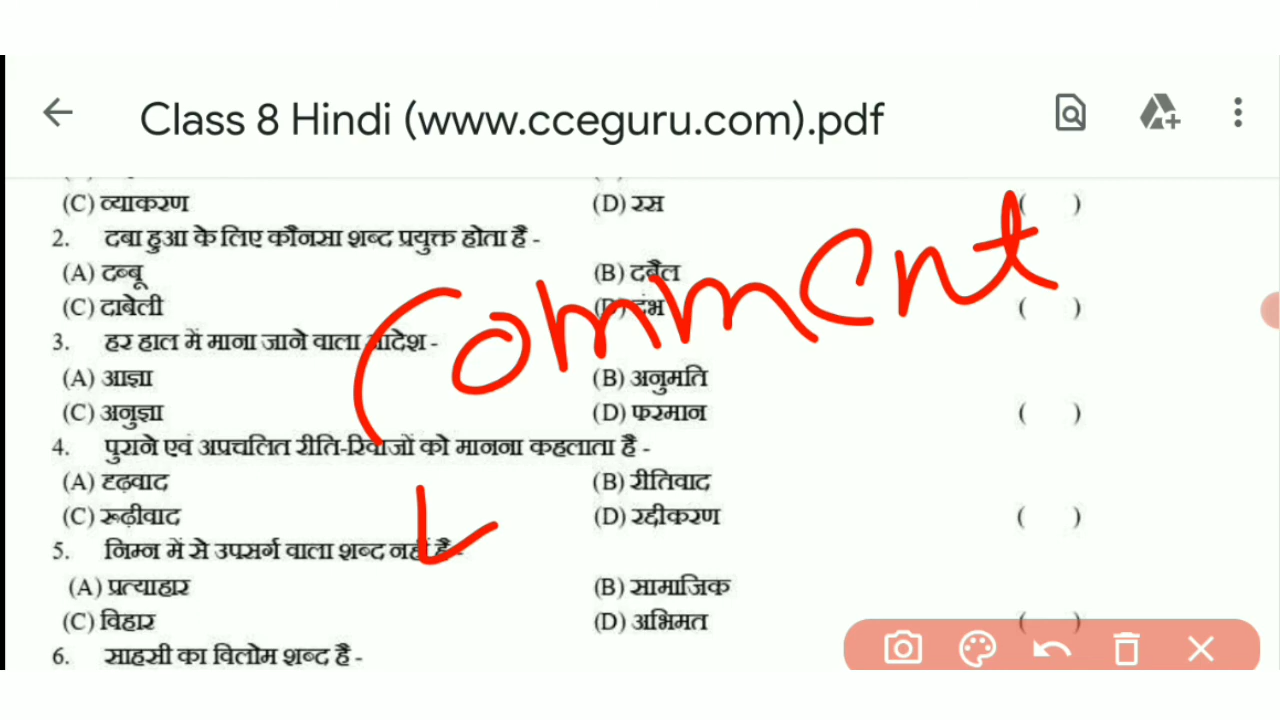 Class 8 Hindi (www.cceguru.com).pdf
(C) व्याकरण (D) रस ( )
2. दबा हुआ के लिए कौनसा शब्द प्रयुक्त होता है -
(A) दब्बू (B) दबैल
(C) दाबेली (D) दंभ ( )
3. हर हाल में माना जाने वाला आदेश -
(A) आज्ञा (B) अनुमति
(C) अनुज्ञा (D) फरमान ( )
4. पुराने एवं अप्रचलित रीति-रिवाजों को मानना कहलाता है -
(A) दृढ़वाद (B) रीतिवाद
(C) रूढ़ीवाद (D) रद्दीकरण ( )
5. निम्न में से उपसर्ग वाला शब्द नहीं है -
(A) प्रत्याहार (B) सामाजिक
(C) विहार (D) अभिमत ( )
6. साहसी का विलोम शब्द है -
Comment